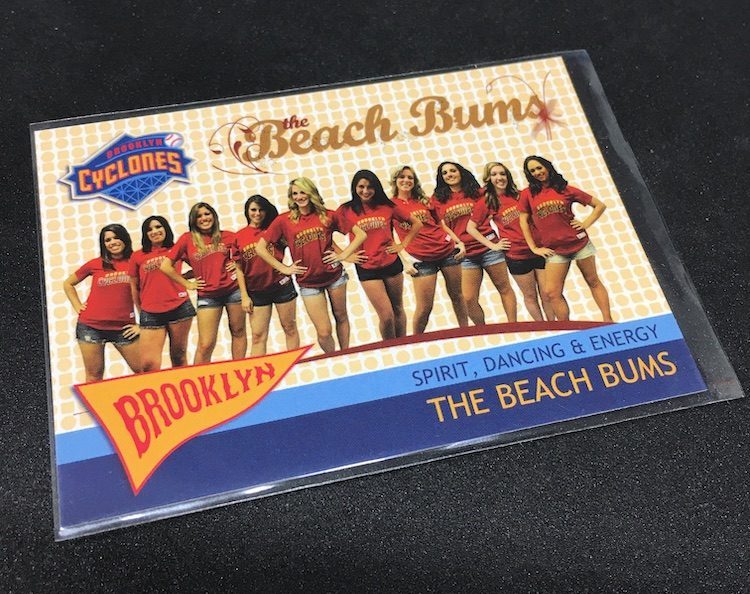 the
Beach Bums
BROOKLYN
CYCLONES
BROOKLYN
SPIRIT, DANCING & ENERGY
THE BEACH BUMS